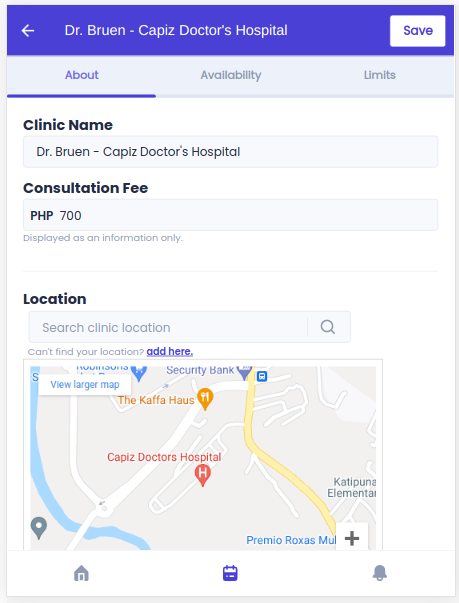 Dr. Bruen - Capiz Doctor's Hospital
Save
About
Availability
Limits
Clinic Name
Dr. Bruen - Capiz Doctor's Hospital
Consultation Fee
PHP 700
Displayed as an information only.
Location
Search clinic location
Can't find your location? add here.
Robinsons
Security Bank
View larger map
The Kaffa Haus
Capiz Doctors Hospital
Katipuna
Elementar
Premio Roxas Mul